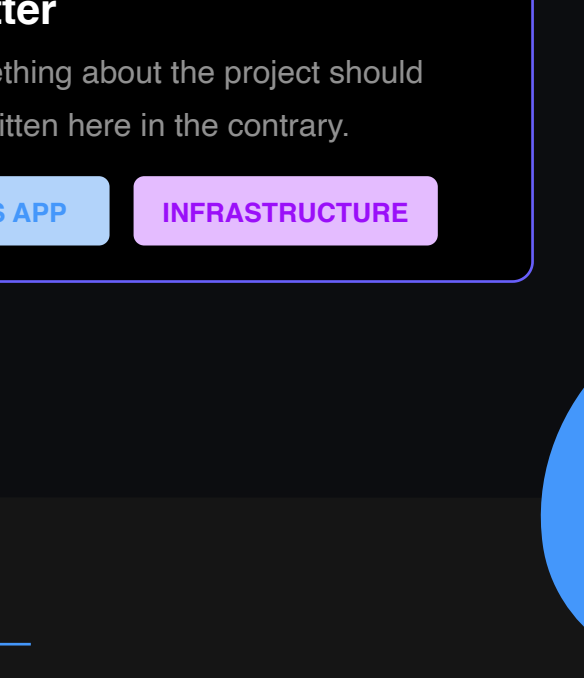 tter
ething about the project should
itten here in the contrary.
S APP INFRASTRUCTURE